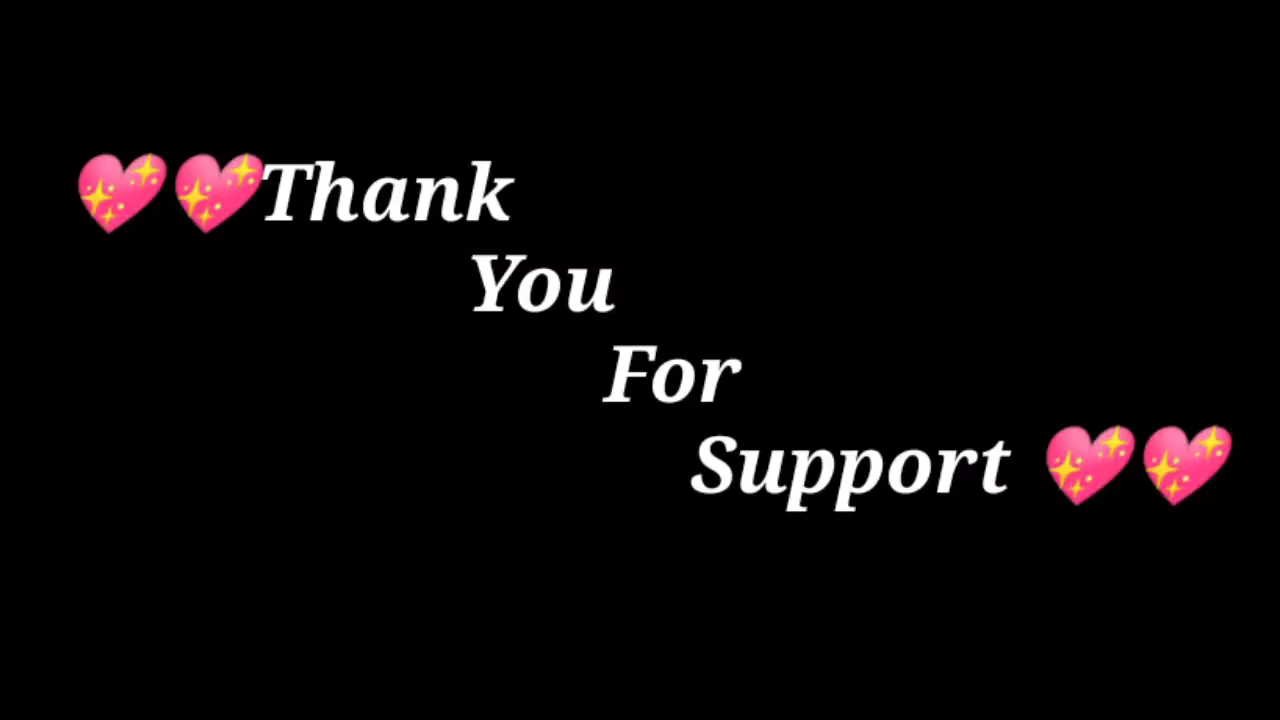 💖💖Thank
You
For
Support 💖💖